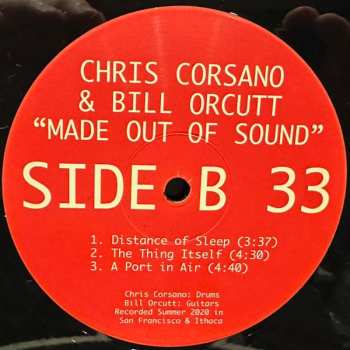 CHRIS CORSANO
& BILL ORCUTT
“MADE OUT OF SOUND”
SIDE B 33
1. Distance of Sleep (3:37)
2. The Thing Itself (4:30)
3. A Port in Air (4:40)
Chris Corsano: Drums
Bill Orcutt: Guitars
Recorded Summer 2020 in
San Francisco & Ithaca